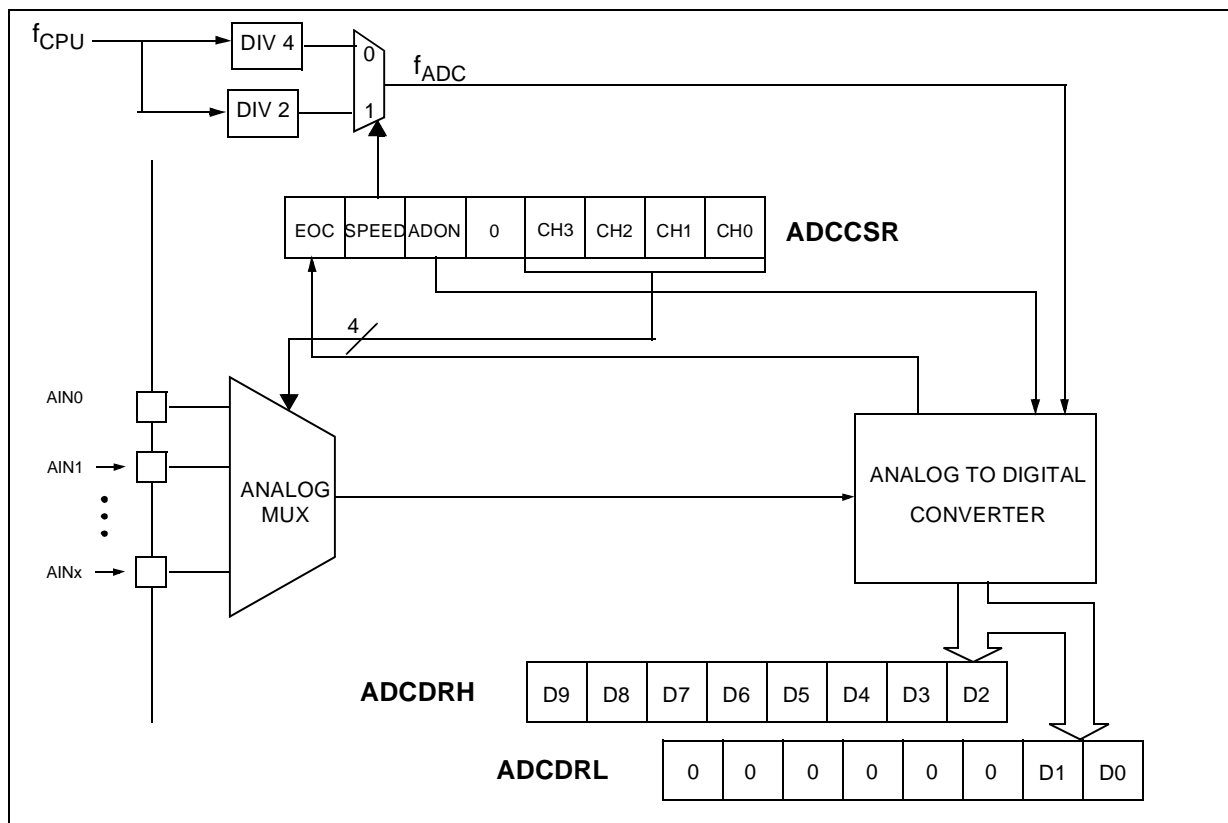 fCPU
DIV 4
0
fADC
DIV 2
1
EOC SPEED ADON 0 CH3 CH2 CH1 CH0
ADCCSR
4
AIN0
AIN1
AINx
ANALOG
MUX
ANALOG TO DIGITAL
CONVERTER
ADCDRH
D9 D8 D7 D6 D5 D4 D3 D2
ADCDRL
0 0 0 0 0 0 D1 D0